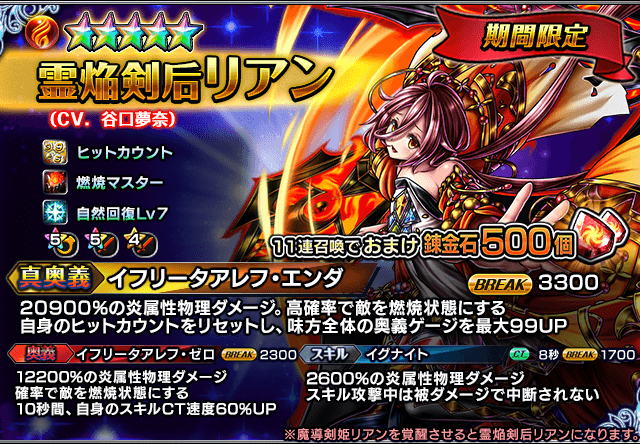 期間限定
霊焔剣后リアン
(CV. 谷口夢奈)
ヒットカウント
燃焼マスター
自然回復Lv7
5 5 4
11連召喚でおまけ錬金石500個
真奥義 イフリータアレフ・エンダ BREAK 3300
20900%の炎属性物理ダメージ。高確率で敵を燃焼状態にする
自身のヒットカウントをリセットし、味方全体の奥義ゲージを最大99UP
奥義 イフリータアレフ・ゼロ BREAK 2300
12200%の炎属性物理ダメージ
確率で敵を燃焼状態にする
10秒間、自身のスキルCT速度60%UP
スキル イグナイト CT 8秒 BREAK 1700
2600%の炎属性物理ダメージ
スキル攻撃中は被ダメージで中断されない
※魔導剣姫リアンを覚醒させると霊焔剣后リアンになります。